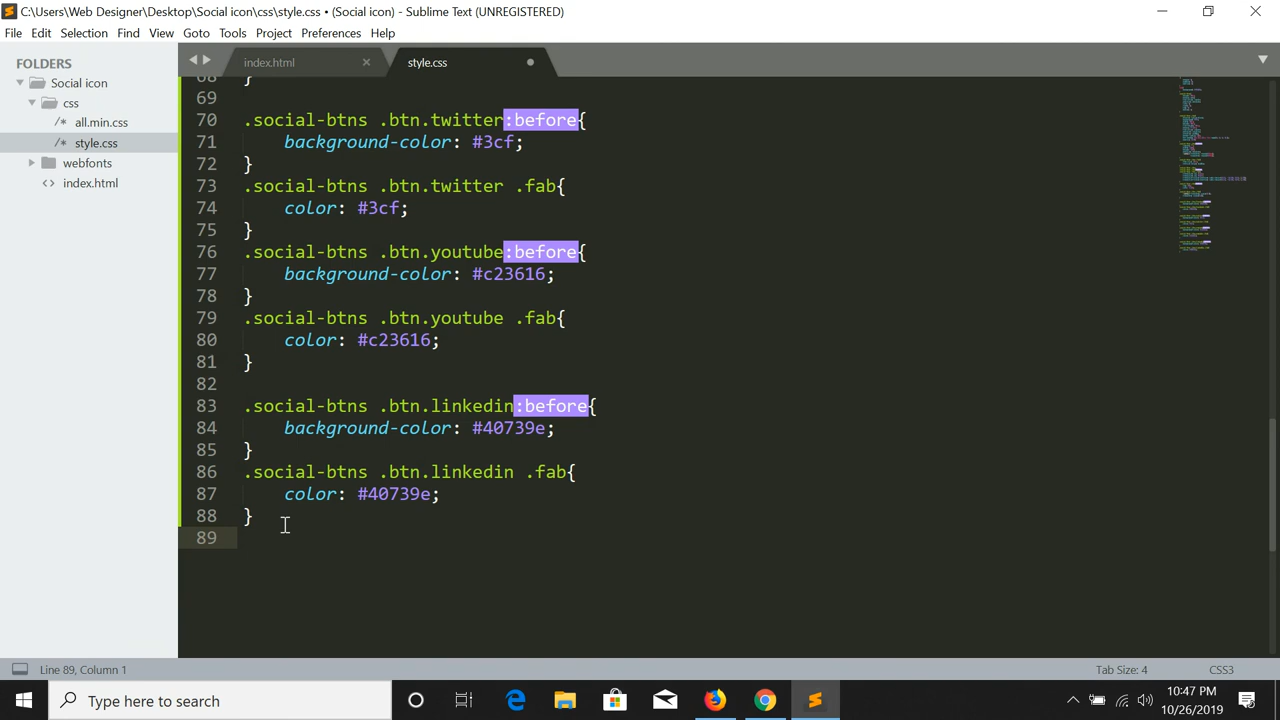 C:\Users\Web Designer\Desktop\Social icon\css\style.css • (Social icon) - Sublime Text (UNREGISTERED)
File Edit Selection Find View Goto Tools Project Preferences Help
FOLDERS
Social icon
css
/* all.min.css
/* style.css
webfonts
<> index.html
index.html
style.css
68 }
69
70 .social-btns .btn.twitter:before{
71 background-color: #3cf;
72 }
73 .social-btns .btn.twitter .fab{
74 color: #3cf;
75 }
76 .social-btns .btn.youtube:before{
77 background-color: #c23616;
78 }
79 .social-btns .btn.youtube .fab{
80 color: #c23616;
81 }
82
83 .social-btns .btn.linkedin:before{
84 background-color: #40739e;
85 }
86 .social-btns .btn.linkedin .fab{
87 color: #40739e;
88 }
89
Line 89, Column 1
Tab Size: 4
CSS3
Type here to search
10:47 PM
10/26/2019